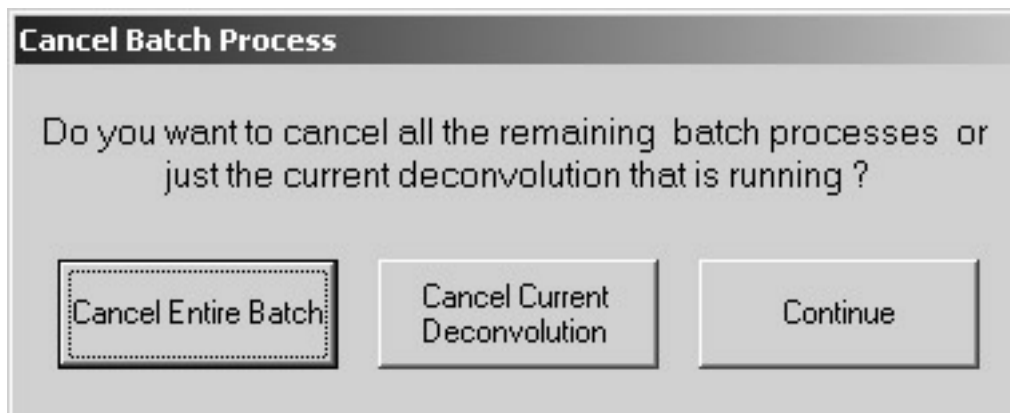 Cancel Batch Process
Do you want to cancel all the remaining batch processes or
just the current deconvolution that is running ?
Cancel Entire Batch
Cancel Current
Deconvolution
Continue